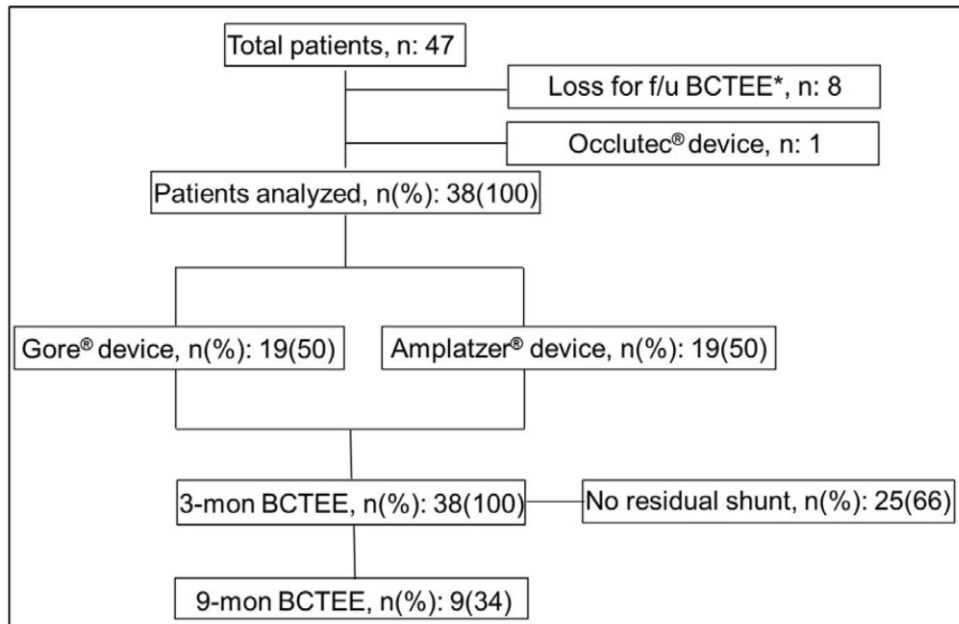 Total patients, n: 47
Loss for f/u BCTEE*, n: 8
Occlutec® device, n: 1
Patients analyzed, n(%): 38(100)
Gore® device, n(%): 19(50)
Amplatzer® device, n(%): 19(50)
3-mon BCTEE, n(%): 38(100)
No residual shunt, n(%): 25(66)
9-mon BCTEE, n(%): 9(34)